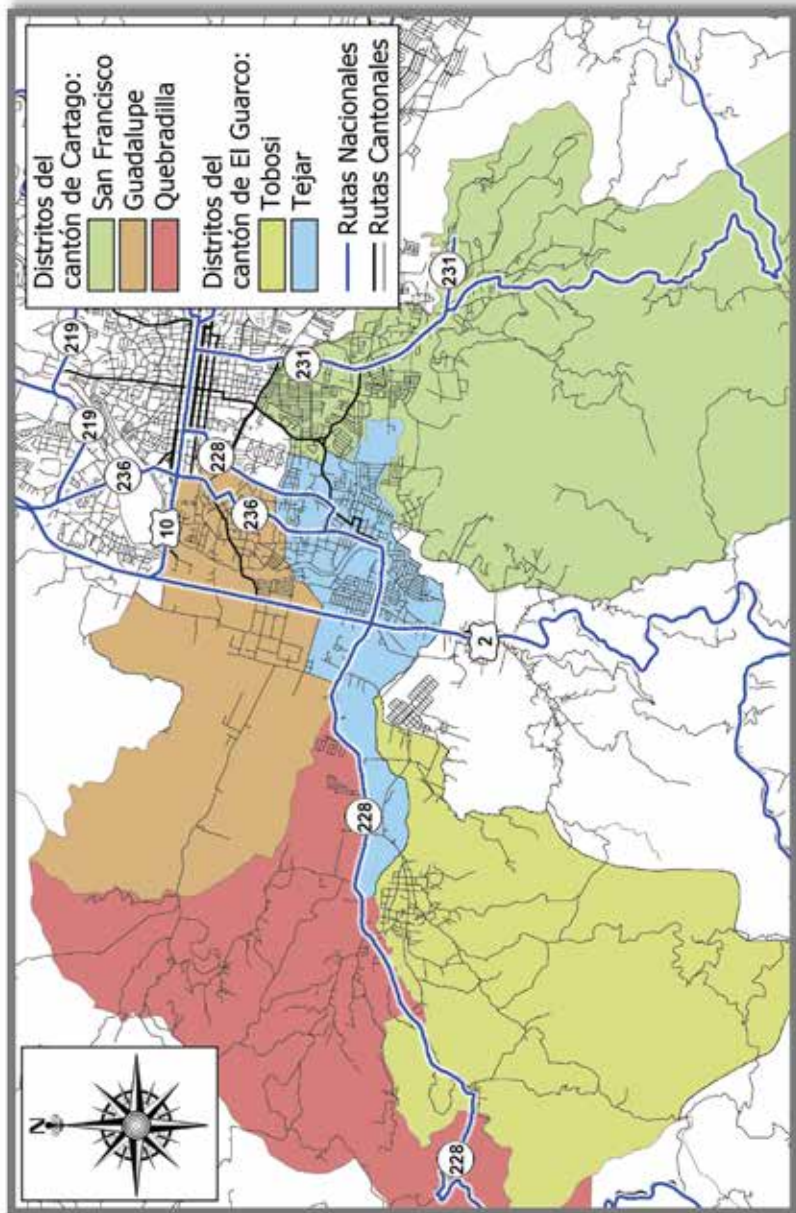 N
Distritos del
cantón de Cartago:
San Francisco
Guadalupe
Quebradilla
Distritos del
cantón de El Guarco:
Tobosi
Tejar
Rutas Nacionales
Rutas Cantonales
219
219
236
10
228
236
231
231
2
228
228